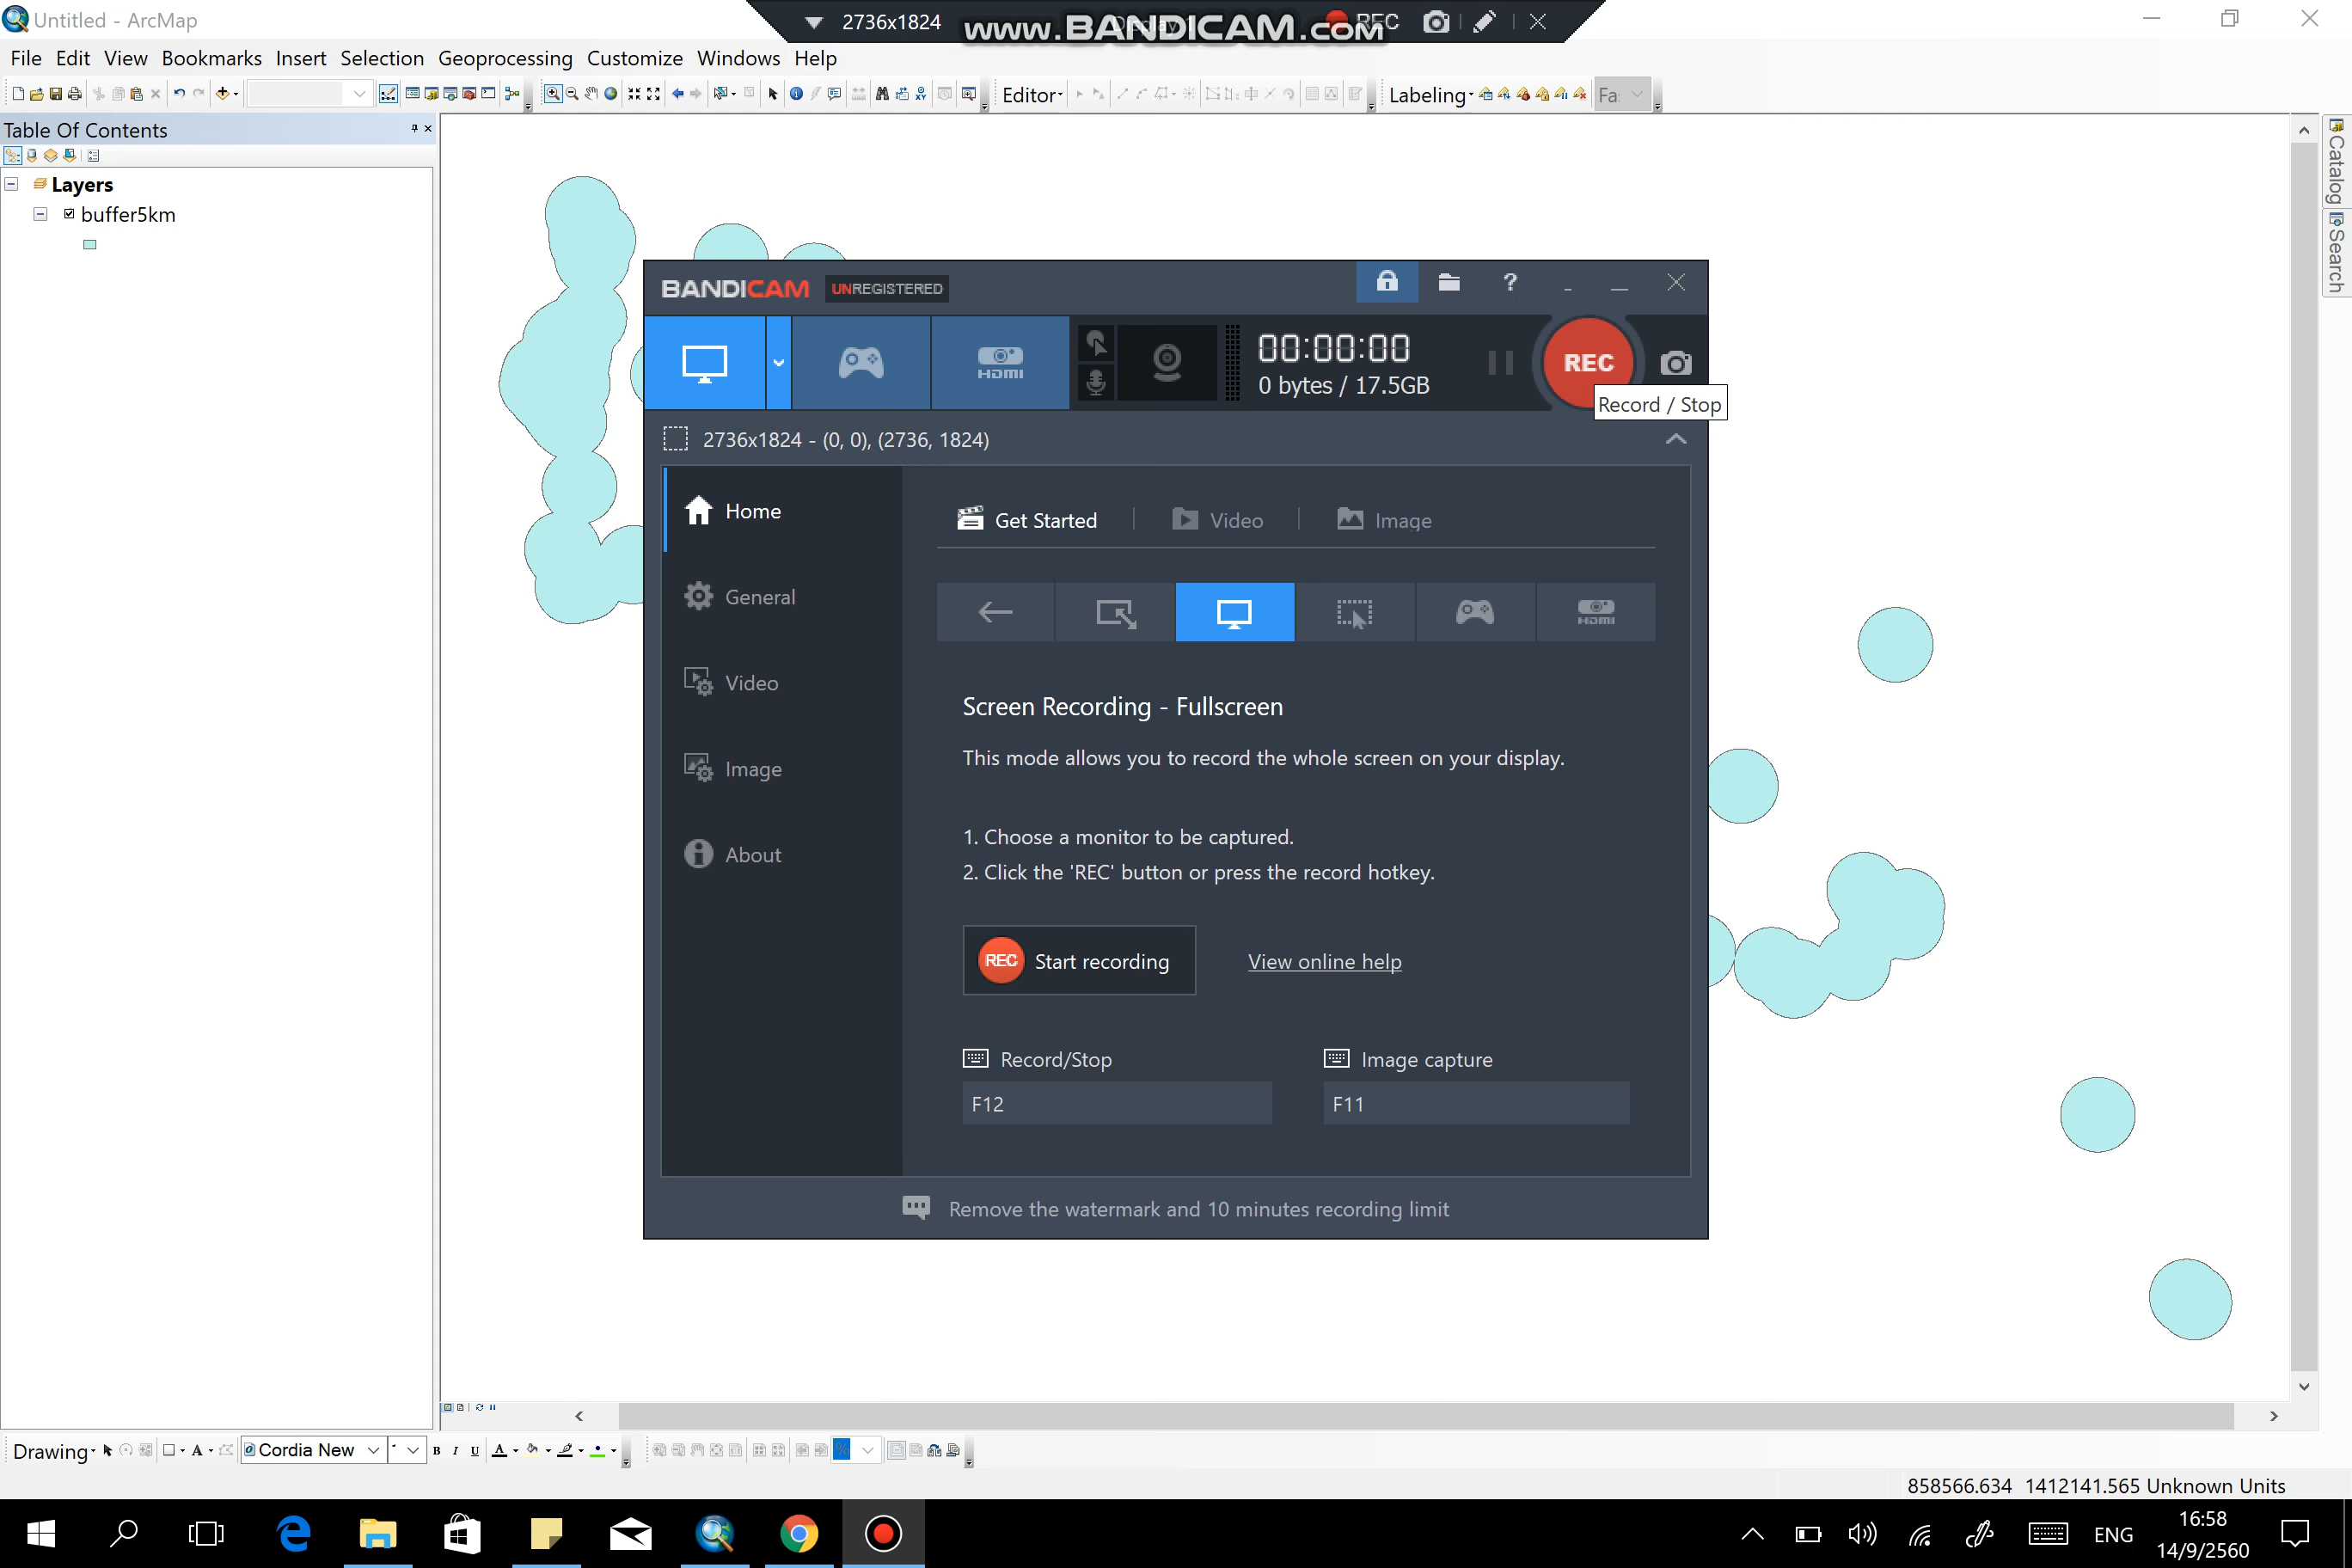 Untitled - ArcMap
2736x1824
www.BANDICAM.com
REC
File Edit View Bookmarks Insert Selection Geoprocessing Customize Windows Help
Editor
Labeling
Fa
Table Of Contents
Layers
buffer5km
Catalog
Search
BANDICAM UNREGISTERED
?
HDMI
00:00:00
0 bytes / 17.5GB
REC
Record / Stop
2736x1824 - (0, 0), (2736, 1824)
Home
General
Video
Image
About
Get Started
Video
Image
HDMI
Screen Recording - Fullscreen
This mode allows you to record the whole screen on your display.
1. Choose a monitor to be captured.
2. Click the 'REC' button or press the record hotkey.
REC Start recording
View online help
Record/Stop
Image capture
F12
F11
Remove the watermark and 10 minutes recording limit
Drawing
A
Cordia New
B I U A
858566.634 1412141.565 Unknown Units
ENG
16:58
14/9/2560